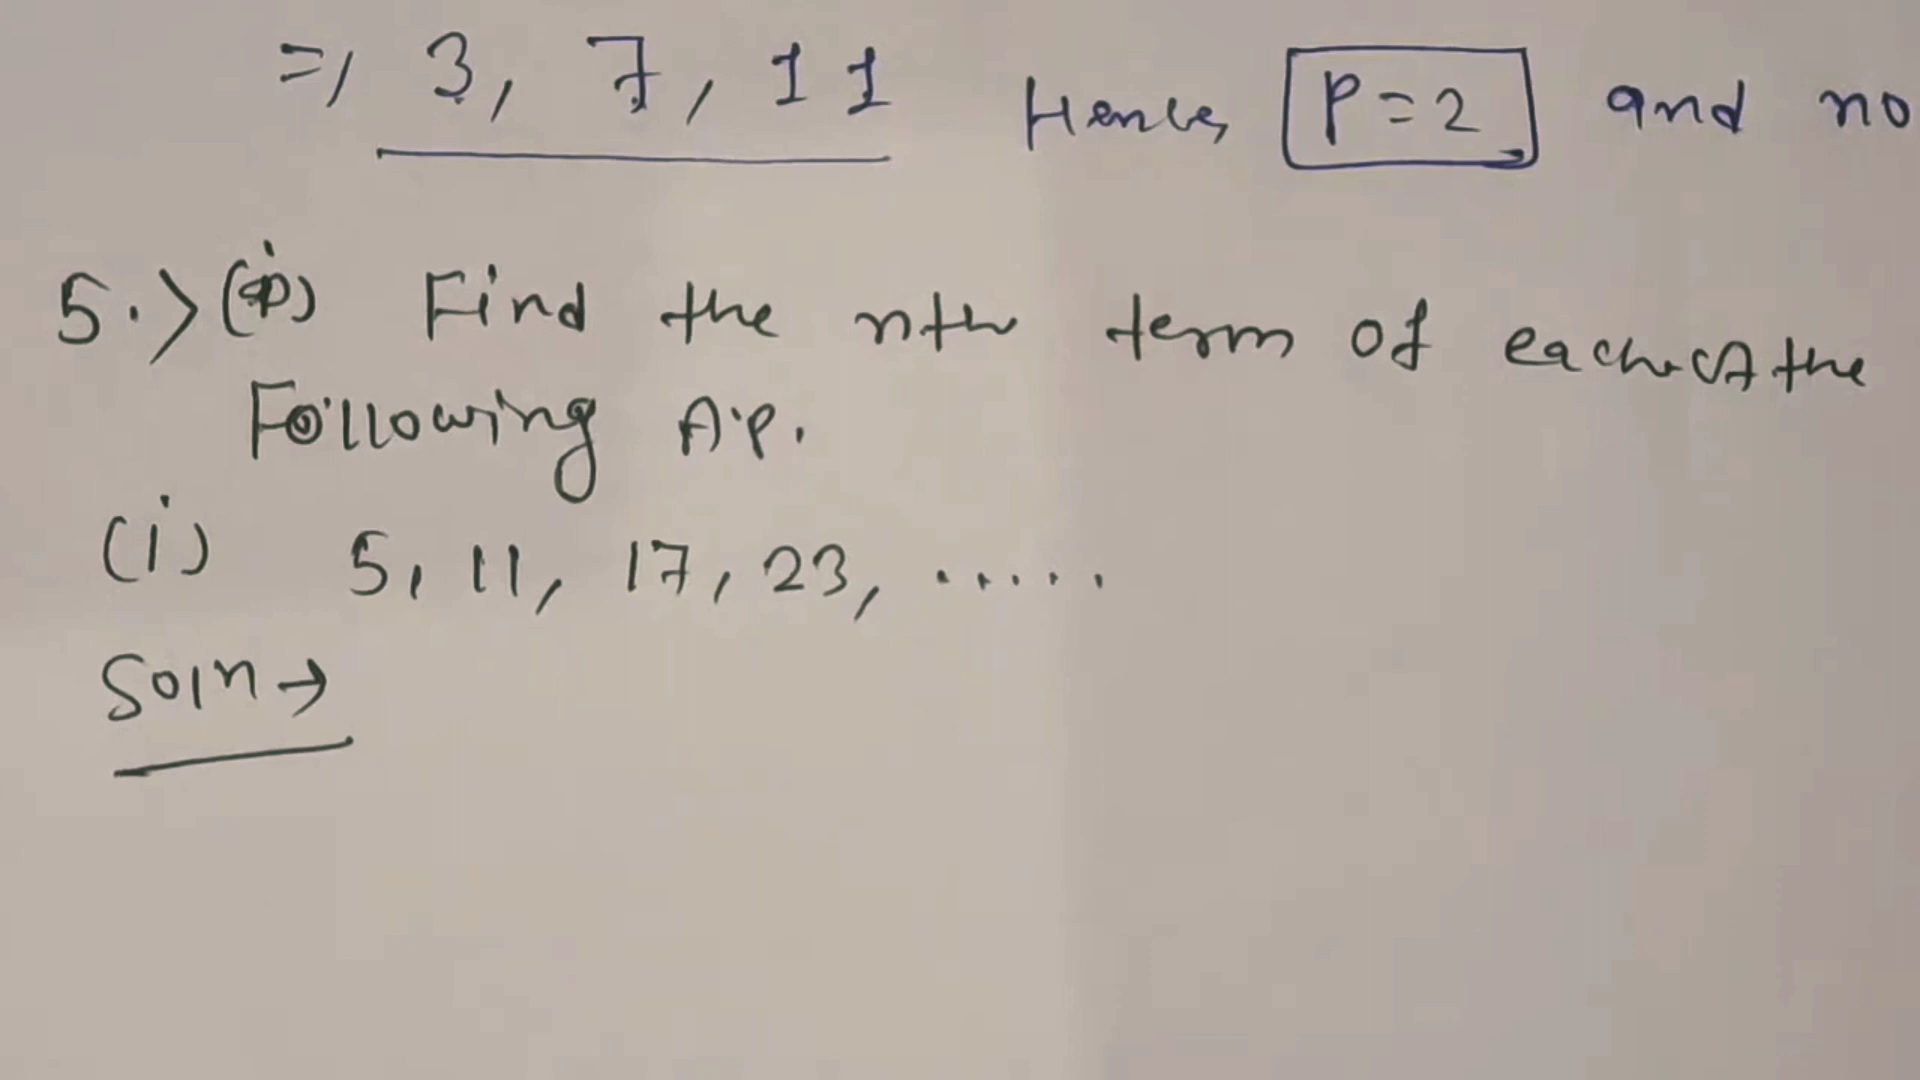 =, 3, 7, 11 Hence, P=2 and no
5.> (i) Find the nth term of each of the
Following A.P.
(i) 5, 11, 17, 23, .....
Soln →